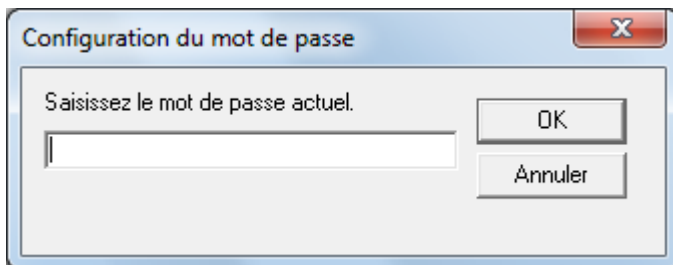 Configuration du mot de passe
Saisissez le mot de passe actuel.
OK
Annuler